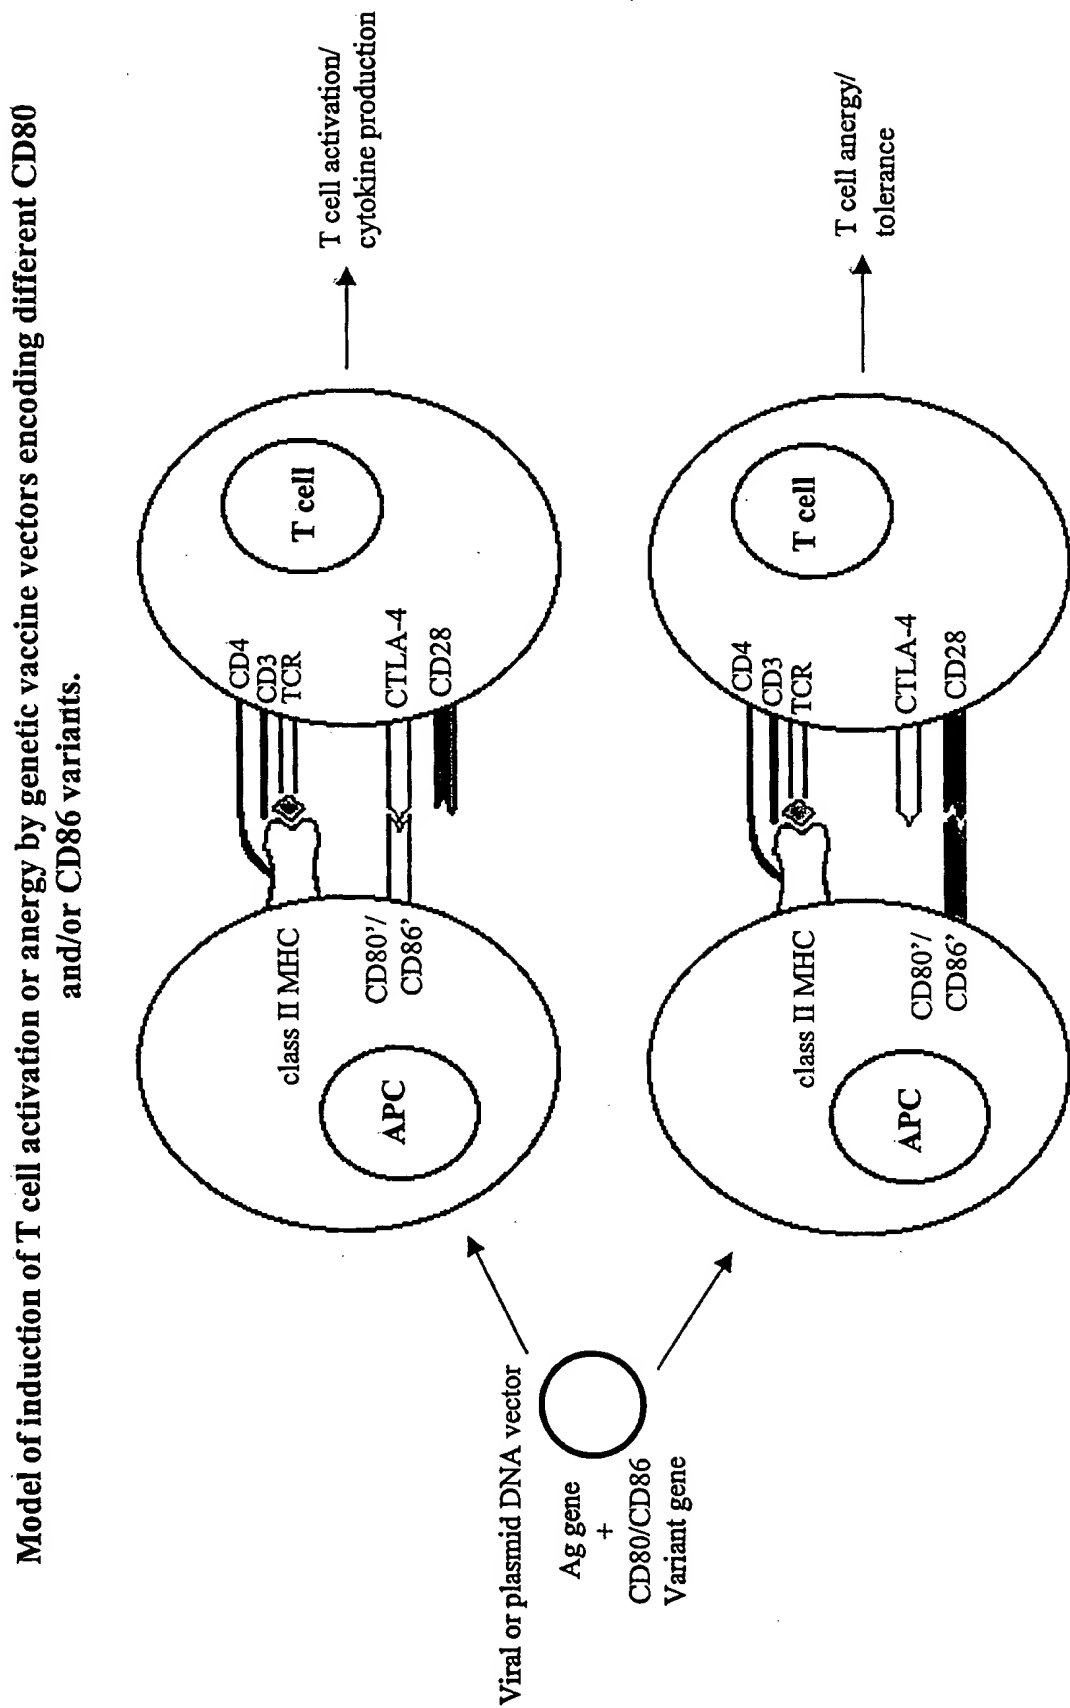 Model of induction of T cell activation or anergy by genetic vaccine vectors encoding different CD80
and/or CD86 variants.
Viral or plasmid DNA vector
Ag gene
+
CD80/CD86
Variant gene
APC
class II MHC
CD80'/
CD86'
CD4
CD3
TCR
CTLA-4
CD28
T cell
T cell activation/
cytokine production
APC
class II MHC
CD80'/
CD86'
CD4
CD3
TCR
CTLA-4
CD28
T cell
T cell anergy/
tolerance